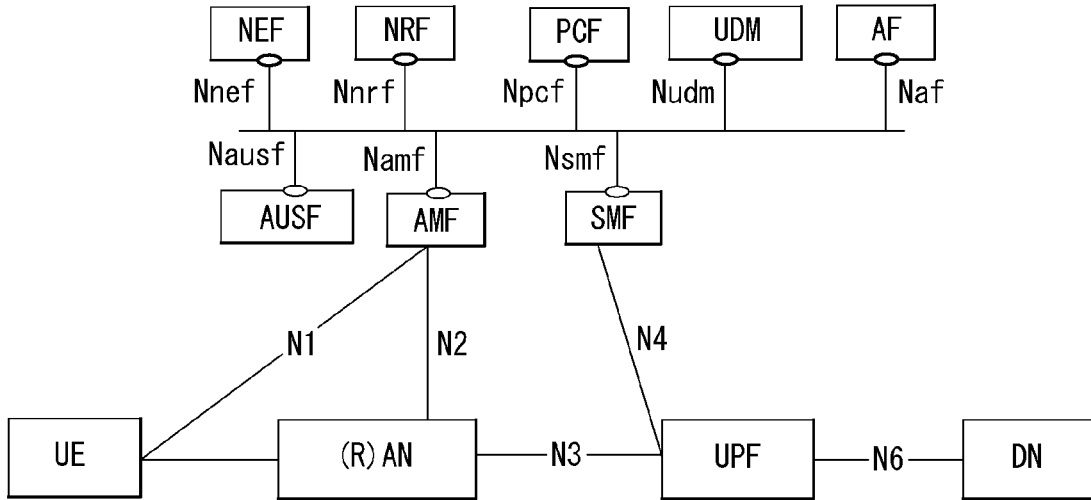 NEF NRF PCF UDM AF
Nnef Nnrf Npcf Nudm Naf
Nausf Namf Nsmf
AUSF AMF SMF
N1 N2 N4
UE (R) AN N3 UPF N6 DN